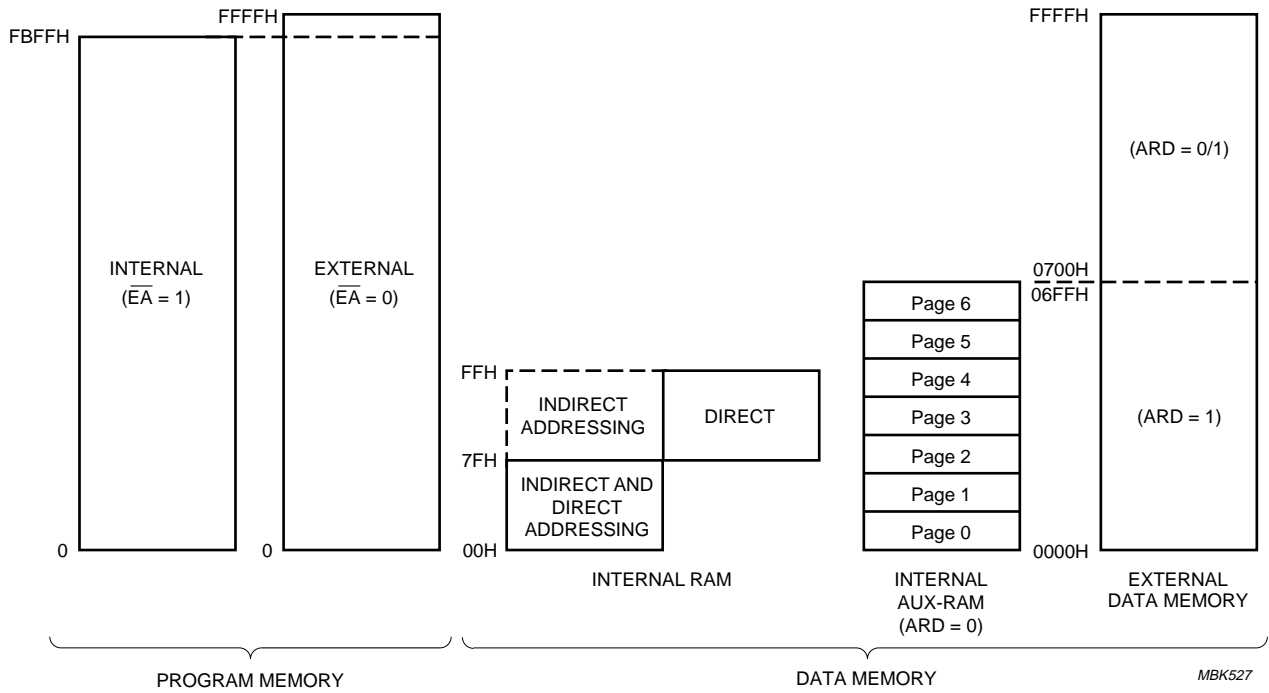 FFFFH
FBFFH
INTERNAL
(E̅A̅ = 1)
0
EXTERNAL
(E̅A̅ = 0)
0
PROGRAM MEMORY
FFH
7FH
00H
INDIRECT
ADDRESSING
DIRECT
INDIRECT AND
DIRECT
ADDRESSING
INTERNAL RAM
Page 6
Page 5
Page 4
Page 3
Page 2
Page 1
Page 0
INTERNAL
AUX-RAM
(ARD = 0)
FFFFH
(ARD = 0/1)
0700H
06FFH
(ARD = 1)
0000H
EXTERNAL
DATA MEMORY
DATA MEMORY
MBK527